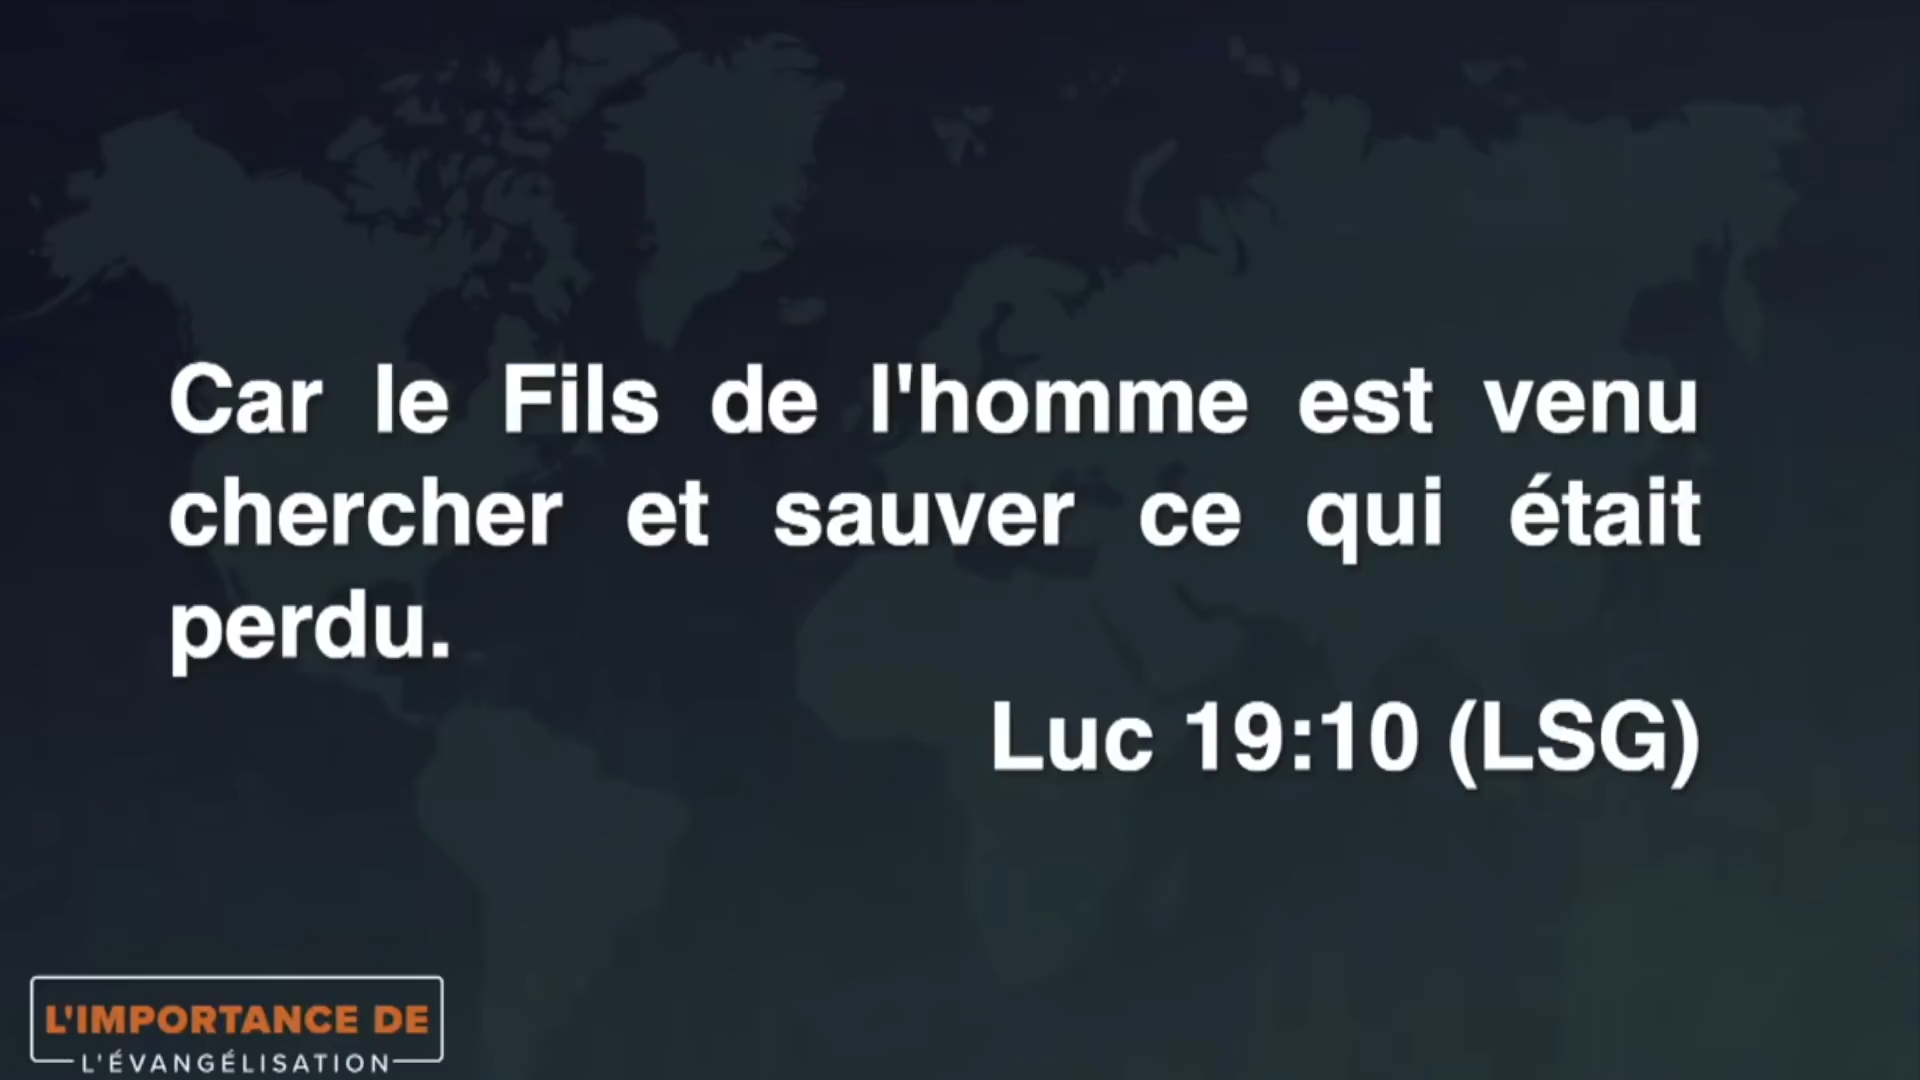 Car le Fils de l'homme est venu
chercher et sauver ce qui était
perdu.
Luc 19:10 (LSG)
L'IMPORTANCE DE
L'ÉVANGÉLISATION